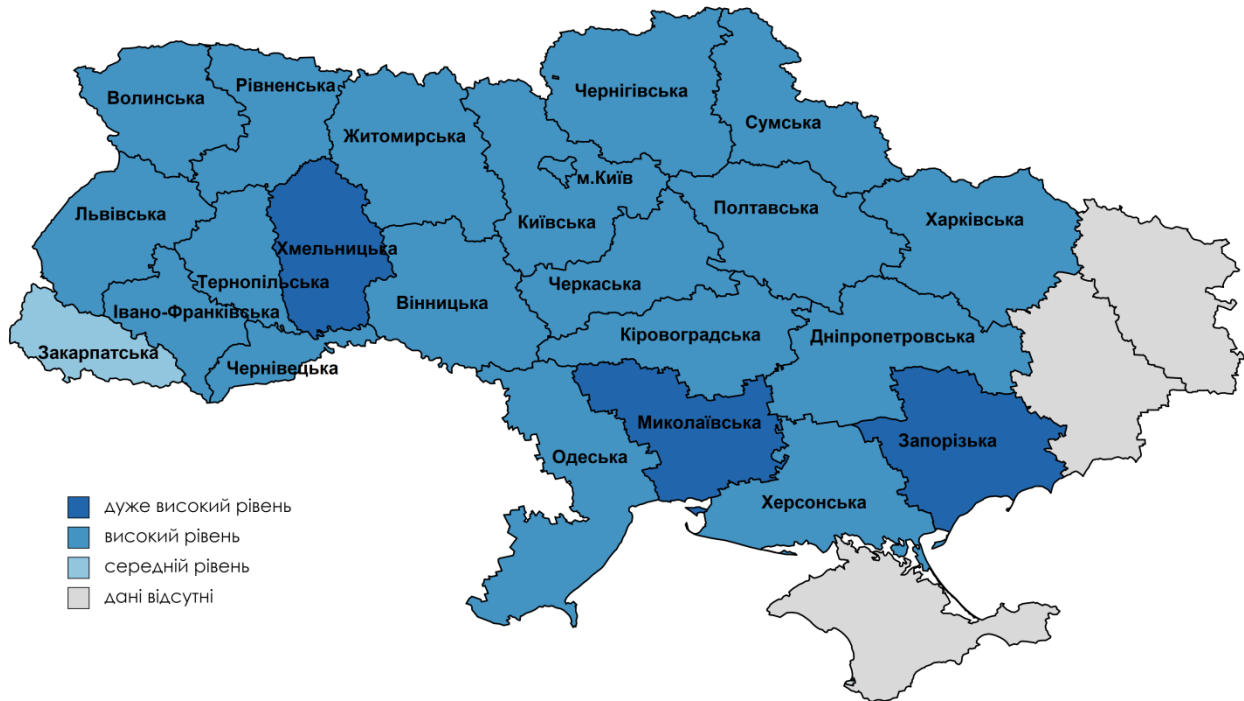 Волинська
Рівненська
Житомирська
Чернігівська
Сумська
м.Київ
Київська
Львівська
Тернопільська
Хмельницька
Івано-Франківська
Закарпатська
Чернівецька
Вінницька
Черкаська
Полтавська
Харківська
Кіровоградська
Дніпропетровська
Миколаївська
Запорізька
Одеська
Херсонська
дуже високий рівень
високий рівень
середній рівень
дані відсутні